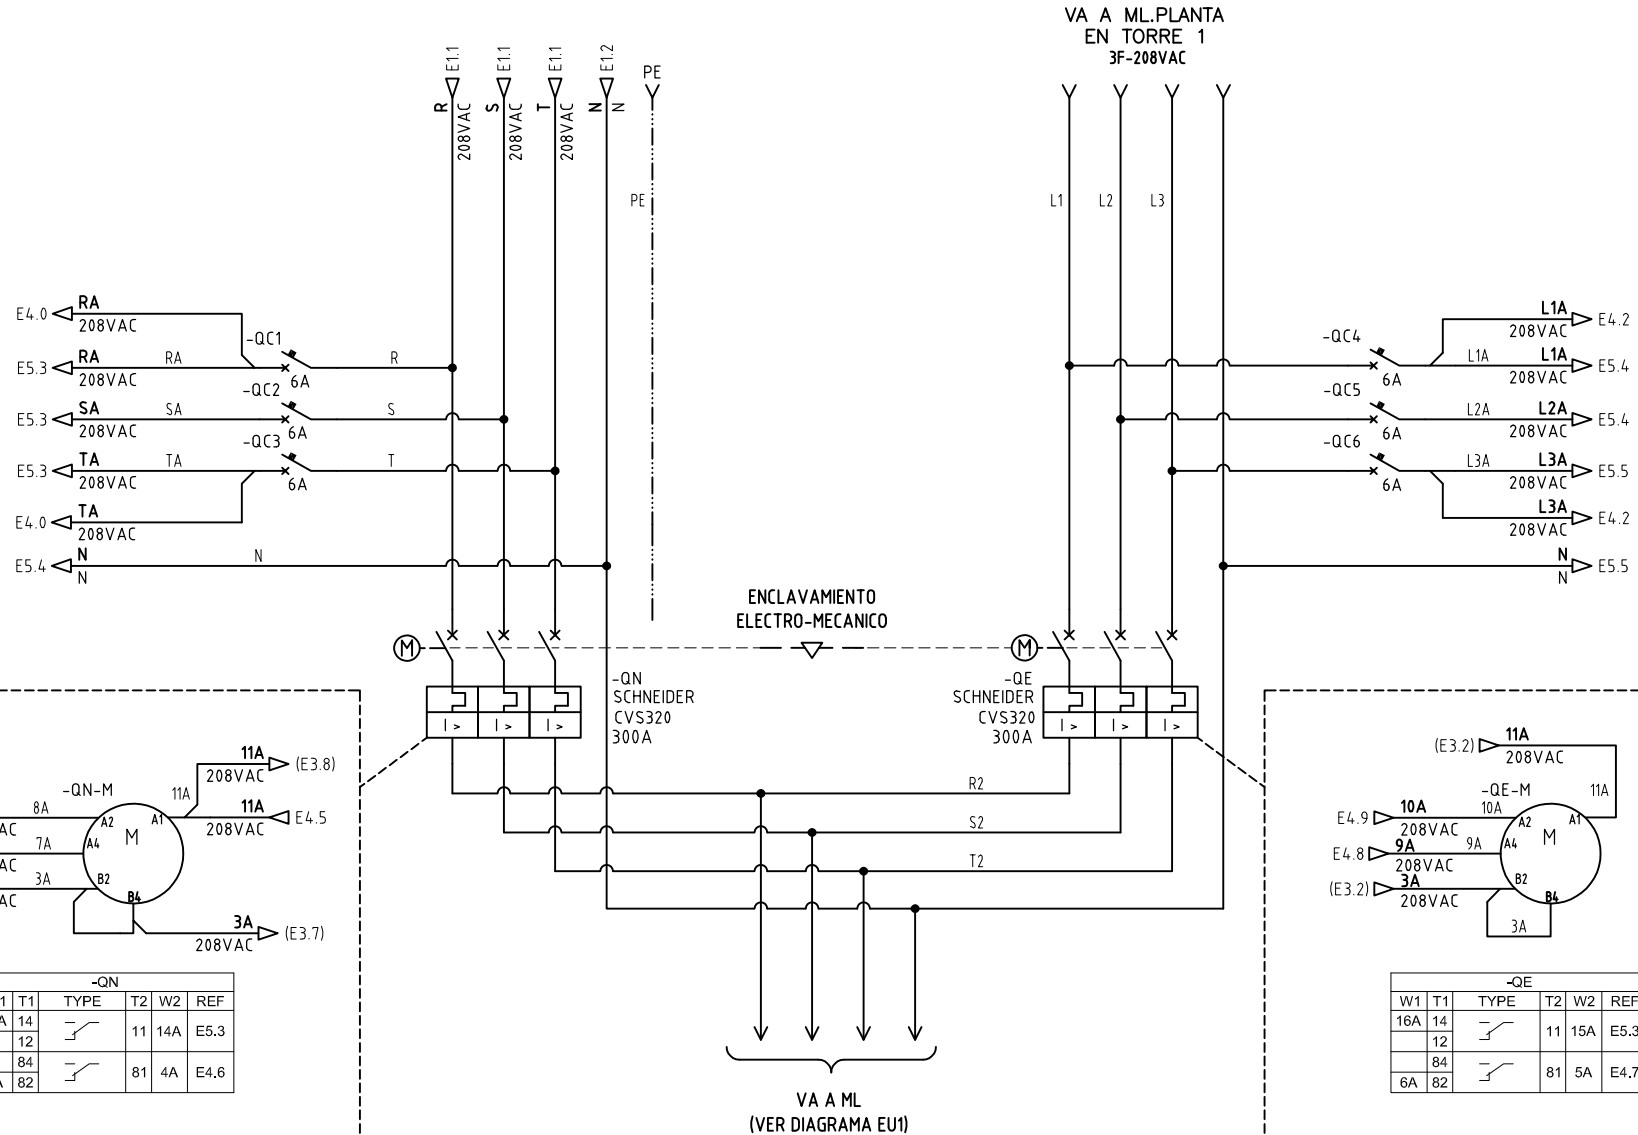 VA A ML.PLANTA
EN TORRE 1
3F-208VAC
E1.1
E1.1
E1.1
E1.2
PE
R
208VAC
S
208VAC
T
208VAC
N
N
PE
L1
L2
L3
E4.0
RA
208VAC
-QC1
E5.3
RA
208VAC
RA
6A
R
-QC2
E5.3
SA
208VAC
SA
6A
S
-QC3
E5.3
TA
208VAC
TA
6A
T
E4.0
TA
208VAC
E5.4
N
N
N
L1A
208VAC
E4.2
-QC4
6A
L1A
L1A
208VAC
E5.4
-QC5
6A
L2A
L2A
208VAC
E5.4
-QC6
6A
L3A
L3A
208VAC
E5.5
L3A
208VAC
E4.2
N
N
E5.5
ENCLAVAMIENTO
ELECTRO-MECANICO
M
M
-QN
SCHNEIDER
CVS320
300A
I >
I >
I >
-QE
SCHNEIDER
CVS320
300A
I >
I >
I >
R2
S2
T2
11A
208VAC
(E3.8)
-QN-M
11A
11A
208VAC
E4.5
8A
AC
A2
A1
M
7A
AC
A4
3A
AC
B2
B4
3A
208VAC
(E3.7)
(E3.2)
11A
208VAC
-QE-M
11A
E4.9
10A
208VAC
10A
A2
A1
M
E4.8
9A
208VAC
9A
A4
(E3.2)
3A
208VAC
B2
B4
3A
-QN
1 T1 TYPE T2 W2 REF
A 14 11 14A E5.3
12
84 81 4A E4.6
A 82
-QE
W1 T1 TYPE T2 W2 REF
16A 14 11 15A E5.3
12
84 81 5A E4.7
6A 82
VA A ML
(VER DIAGRAMA EU1)